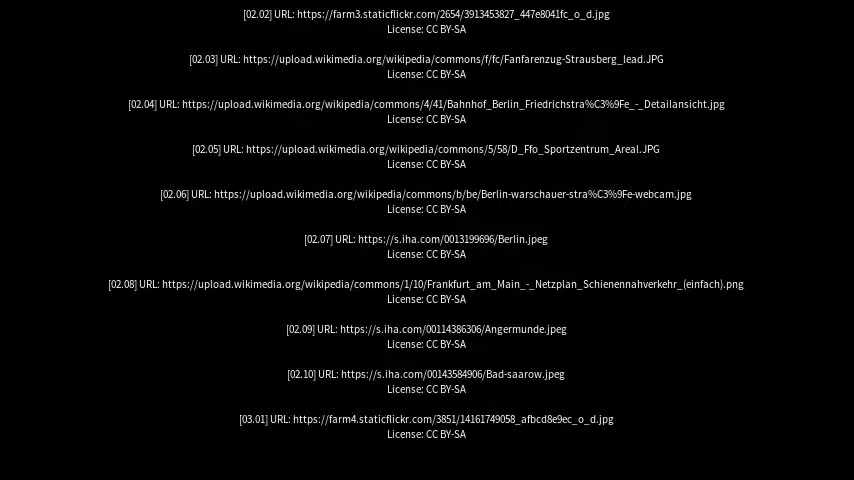 [02.02] URL: https://farm3.staticflickr.com/2654/3913453827_447e8041fc_o_d.jpg
License: CC BY-SA
[02.03] URL: https://upload.wikimedia.org/wikipedia/commons/f/fc/Fanfarenzug-Strausberg_lead.JPG
License: CC BY-SA
[02.04] URL: https://upload.wikimedia.org/wikipedia/commons/4/41/Bahnhof_Berlin_Friedrichstra%C3%9Fe_-_Detailansicht.jpg
License: CC BY-SA
[02.05] URL: https://upload.wikimedia.org/wikipedia/commons/5/58/D_Ffo_Sportzentrum_Areal.JPG
License: CC BY-SA
[02.06] URL: https://upload.wikimedia.org/wikipedia/commons/b/be/Berlin-warschauer-stra%C3%9Fe-webcam.jpg
License: CC BY-SA
[02.07] URL: https://s.iha.com/0013199696/Berlin.jpeg
License: CC BY-SA
[02.08] URL: https://upload.wikimedia.org/wikipedia/commons/1/10/Frankfurt_am_Main_-_Netzplan_Schienennahverkehr_(einfach).png
License: CC BY-SA
[02.09] URL: https://s.iha.com/00114386306/Angermunde.jpeg
License: CC BY-SA
[02.10] URL: https://s.iha.com/00143584906/Bad-saarow.jpeg
License: CC BY-SA
[03.01] URL: https://farm4.staticflickr.com/3851/14161749058_afbcd8e9ec_o_d.jpg
License: CC BY-SA